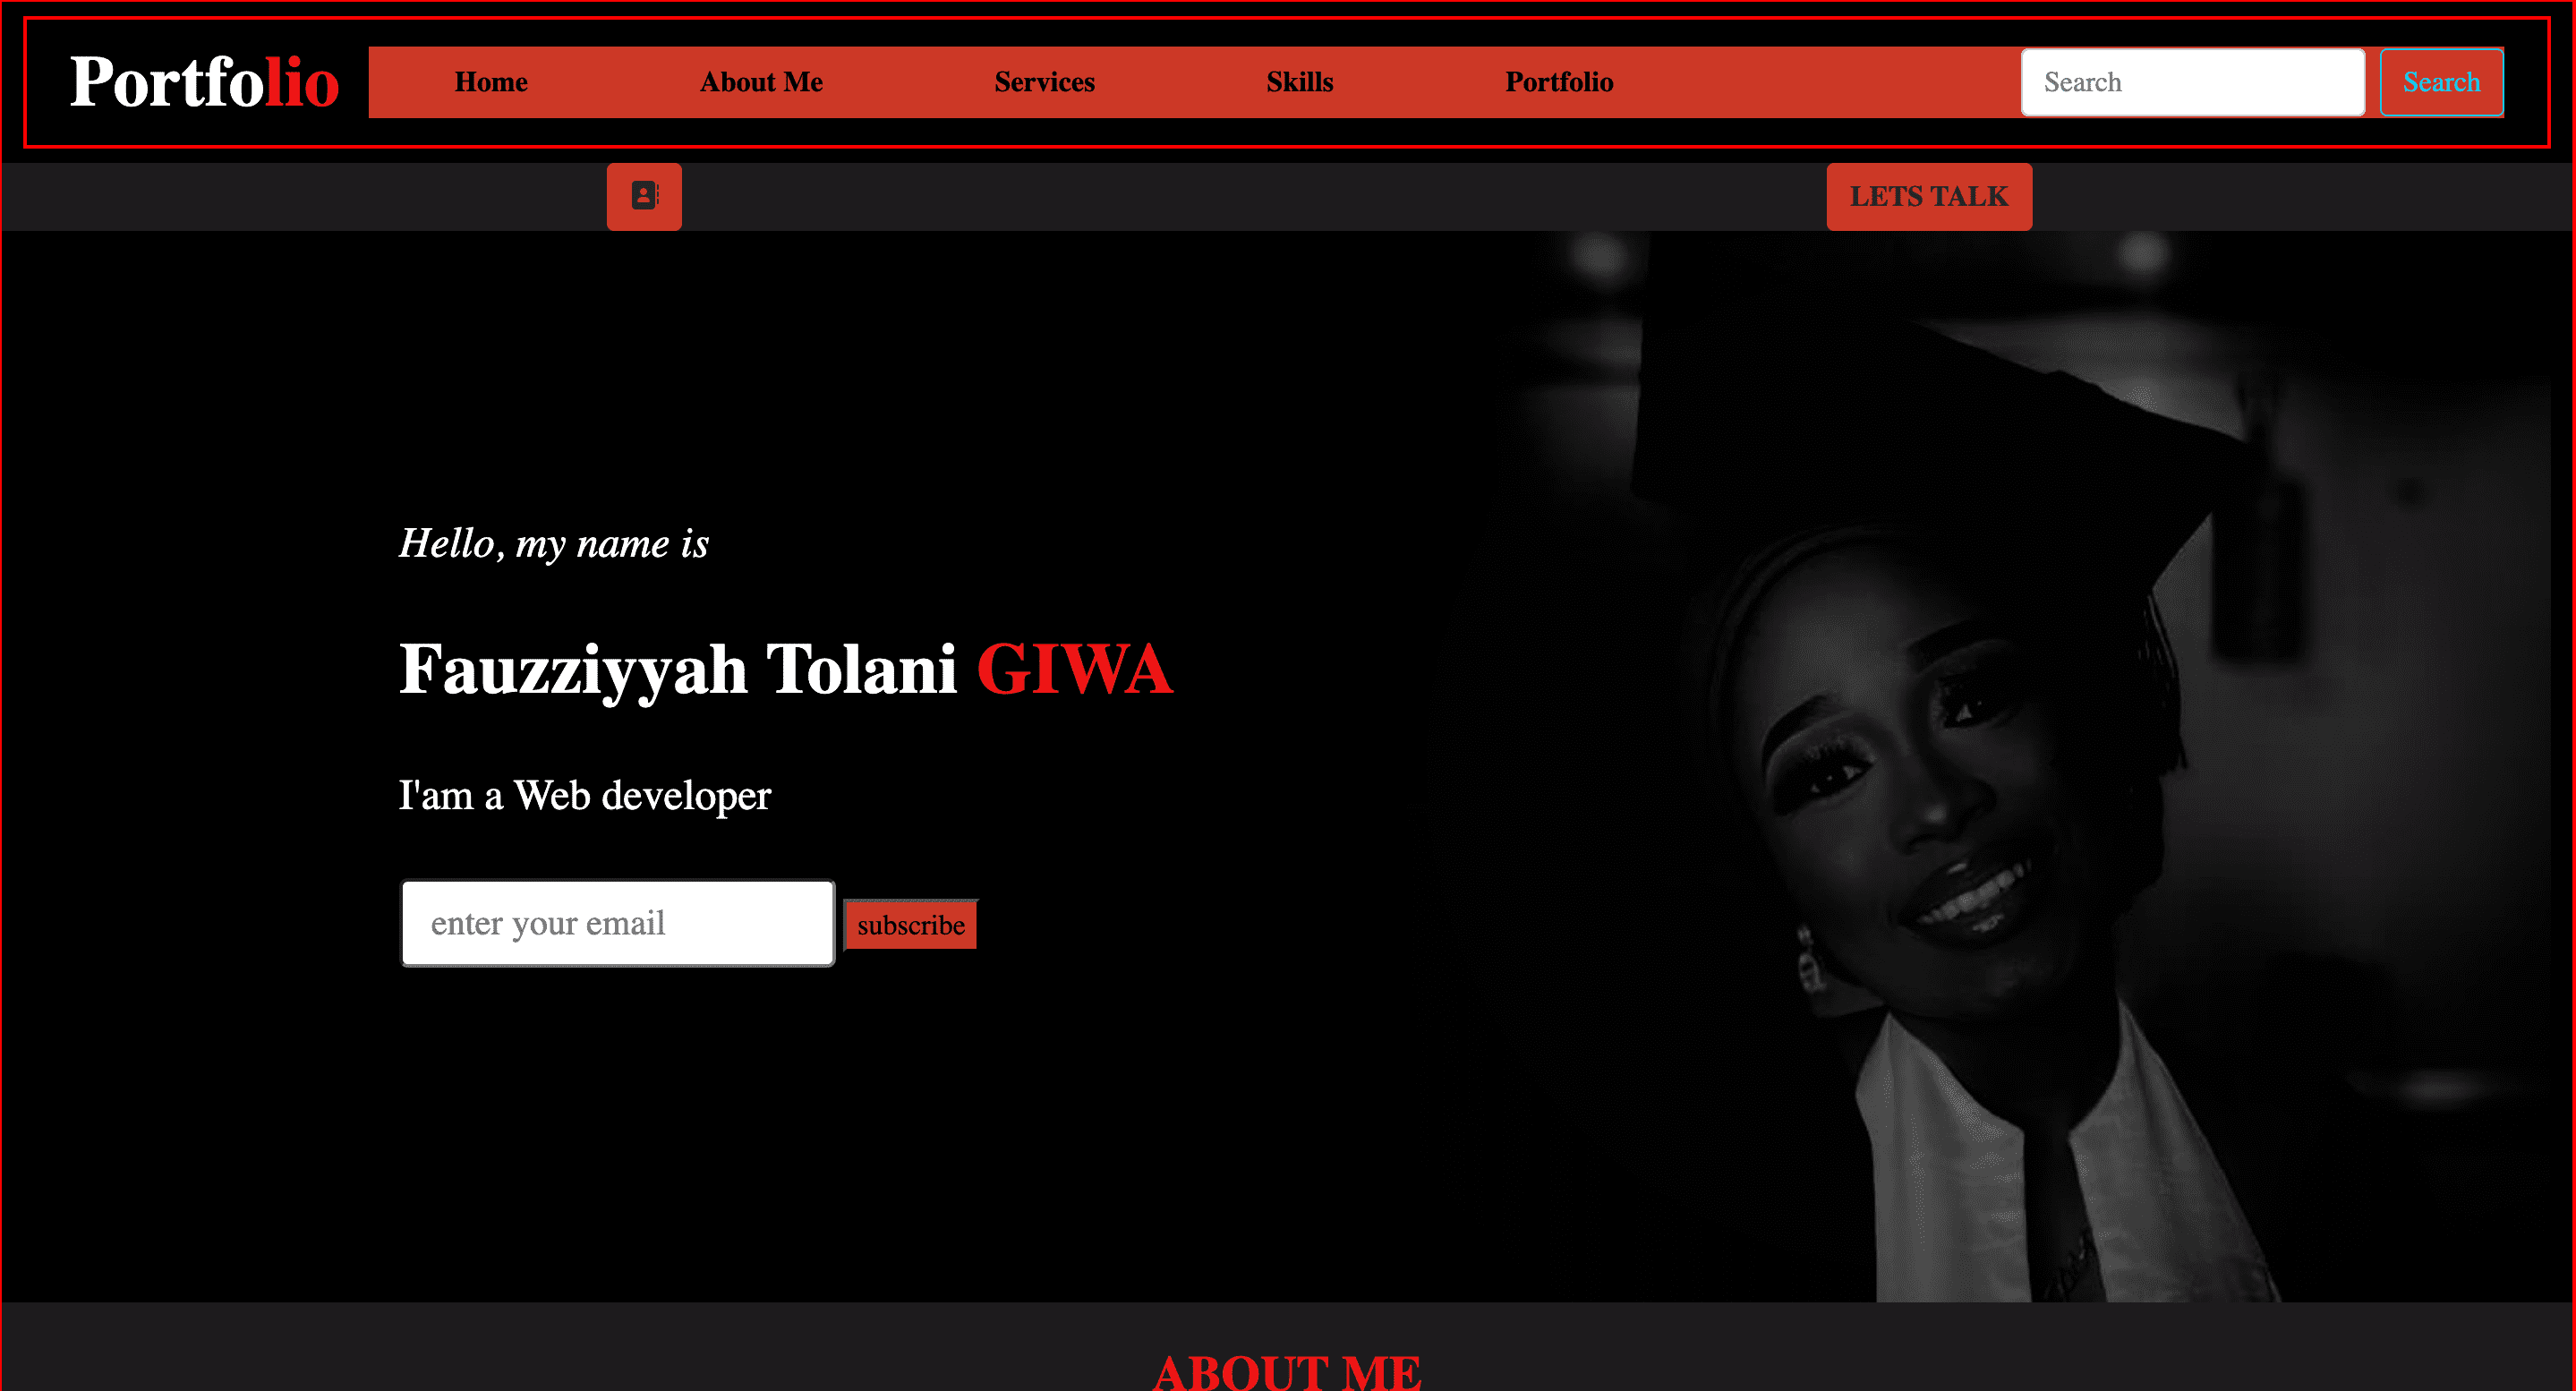 Portfolio Home About Me Services Skills Portfolio Search Search
LETS TALK
Hello, my name is
Fauzziyyah Tolani GIWA
I'am a Web developer
enter your email subscribe
ABOUT ME